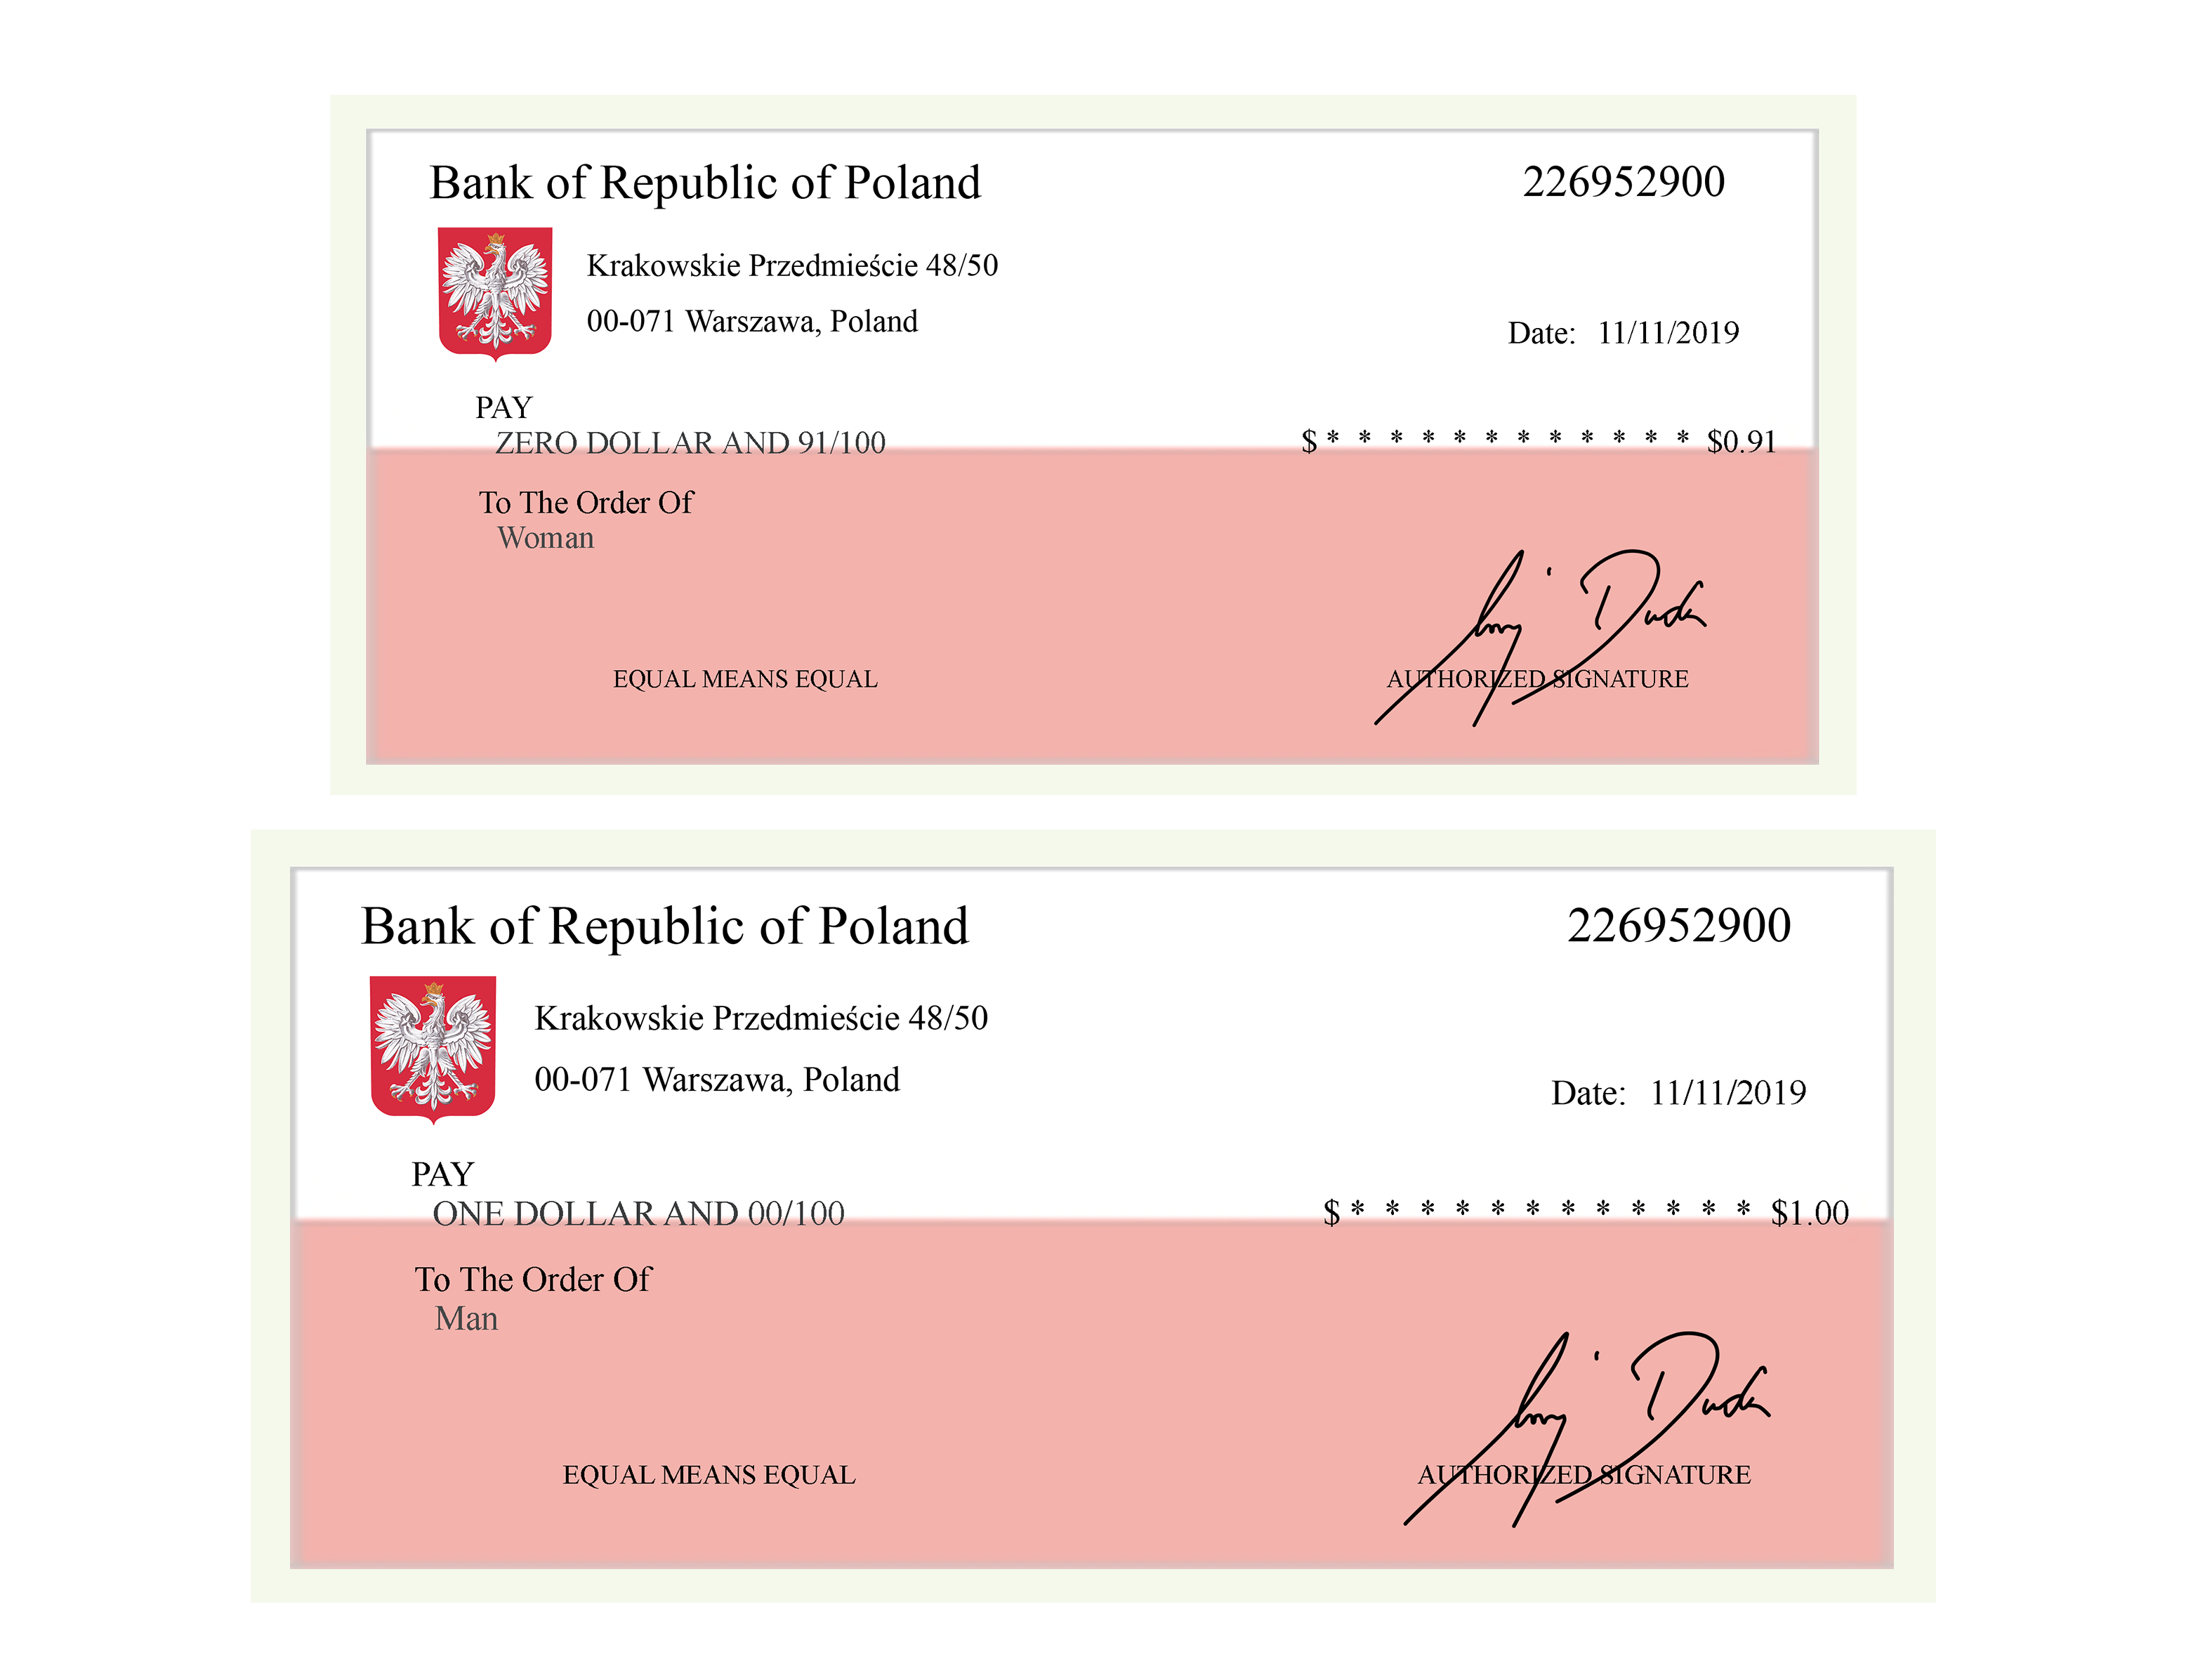 Bank of Republic of Poland 226952900
Krakowskie Przedmieście 48/50
00-071 Warszawa, Poland
Date: 11/11/2019
PAY
ZERO DOLLAR AND 91/100 $ * * * * * * * * * * * * $0.91
To The Order Of
Woman
Duda
EQUAL MEANS EQUAL AUTHORIZED SIGNATURE
Bank of Republic of Poland 226952900
Krakowskie Przedmieście 48/50
00-071 Warszawa, Poland
Date: 11/11/2019
PAY
ONE DOLLAR AND 00/100 $ * * * * * * * * * * * * $1.00
To The Order Of
Man
Duda
EQUAL MEANS EQUAL AUTHORIZED SIGNATURE